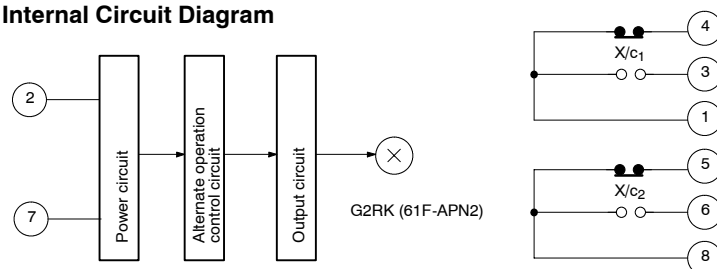 Internal Circuit Diagram
2
7
Power circuit
Alternate operation
control circuit
Output circuit
G2RK (61F-APN2)
X/c1
4
3
1
X/c2
5
6
8